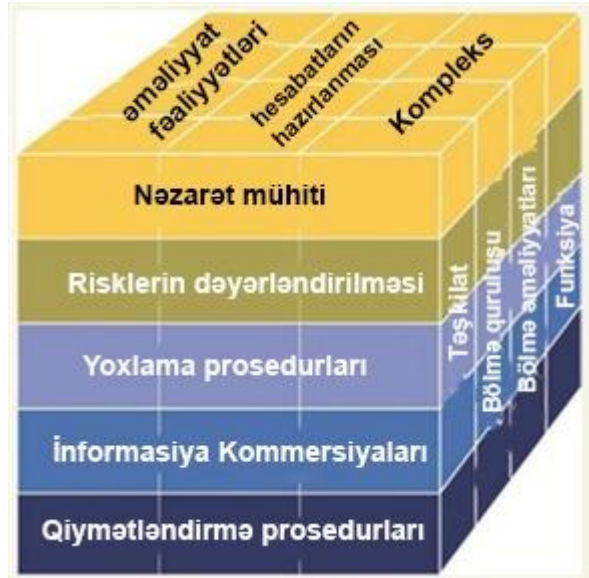 əməliyyat
fəaliyyətləri
hesabatların
hazırlanması
Kompleks
Nəzarət mühiti
Risklerin dəyərləndirilməsi
Yoxlama prosedurları
İnformasiya Kommersiyaları
Qiymətləndirmə prosedurları
Təşkilat
Bölmə quruluşu
Bölmə əməliyyatları
Funksiya